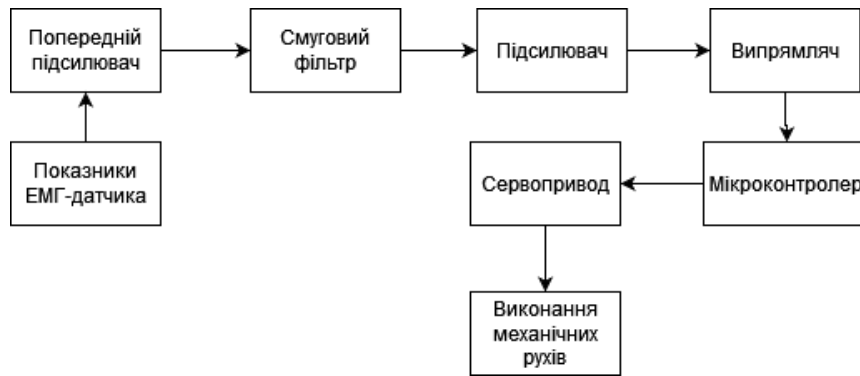 Попередній
підсилювач
Смуговий
фільтр
Підсилювач
Випрямляч
Показники
ЕМГ-датчика
Сервопривод
Мікроконтролер
Виконання
механічних
рухів